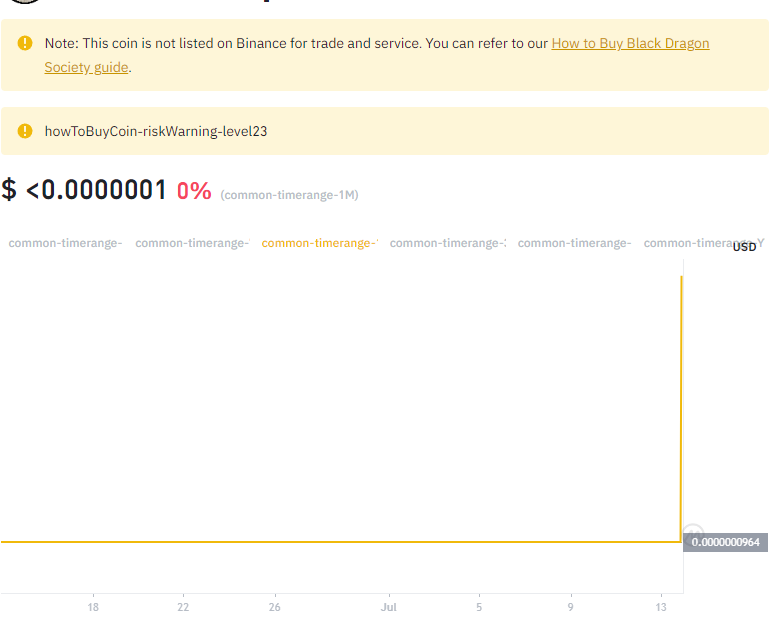 Note: This coin is not listed on Binance for trade and service. You can refer to our How to Buy Black Dragon
Society guide.
howToBuyCoin-riskWarning-level23
$ <0.0000001 0% (common-timerange-1M)
common-timerange- common-timerange- common-timerange- common-timerange-: common-timerange- common-timerange-Y
USD
0.0000000964
18 22 26 Jul 5 9 13